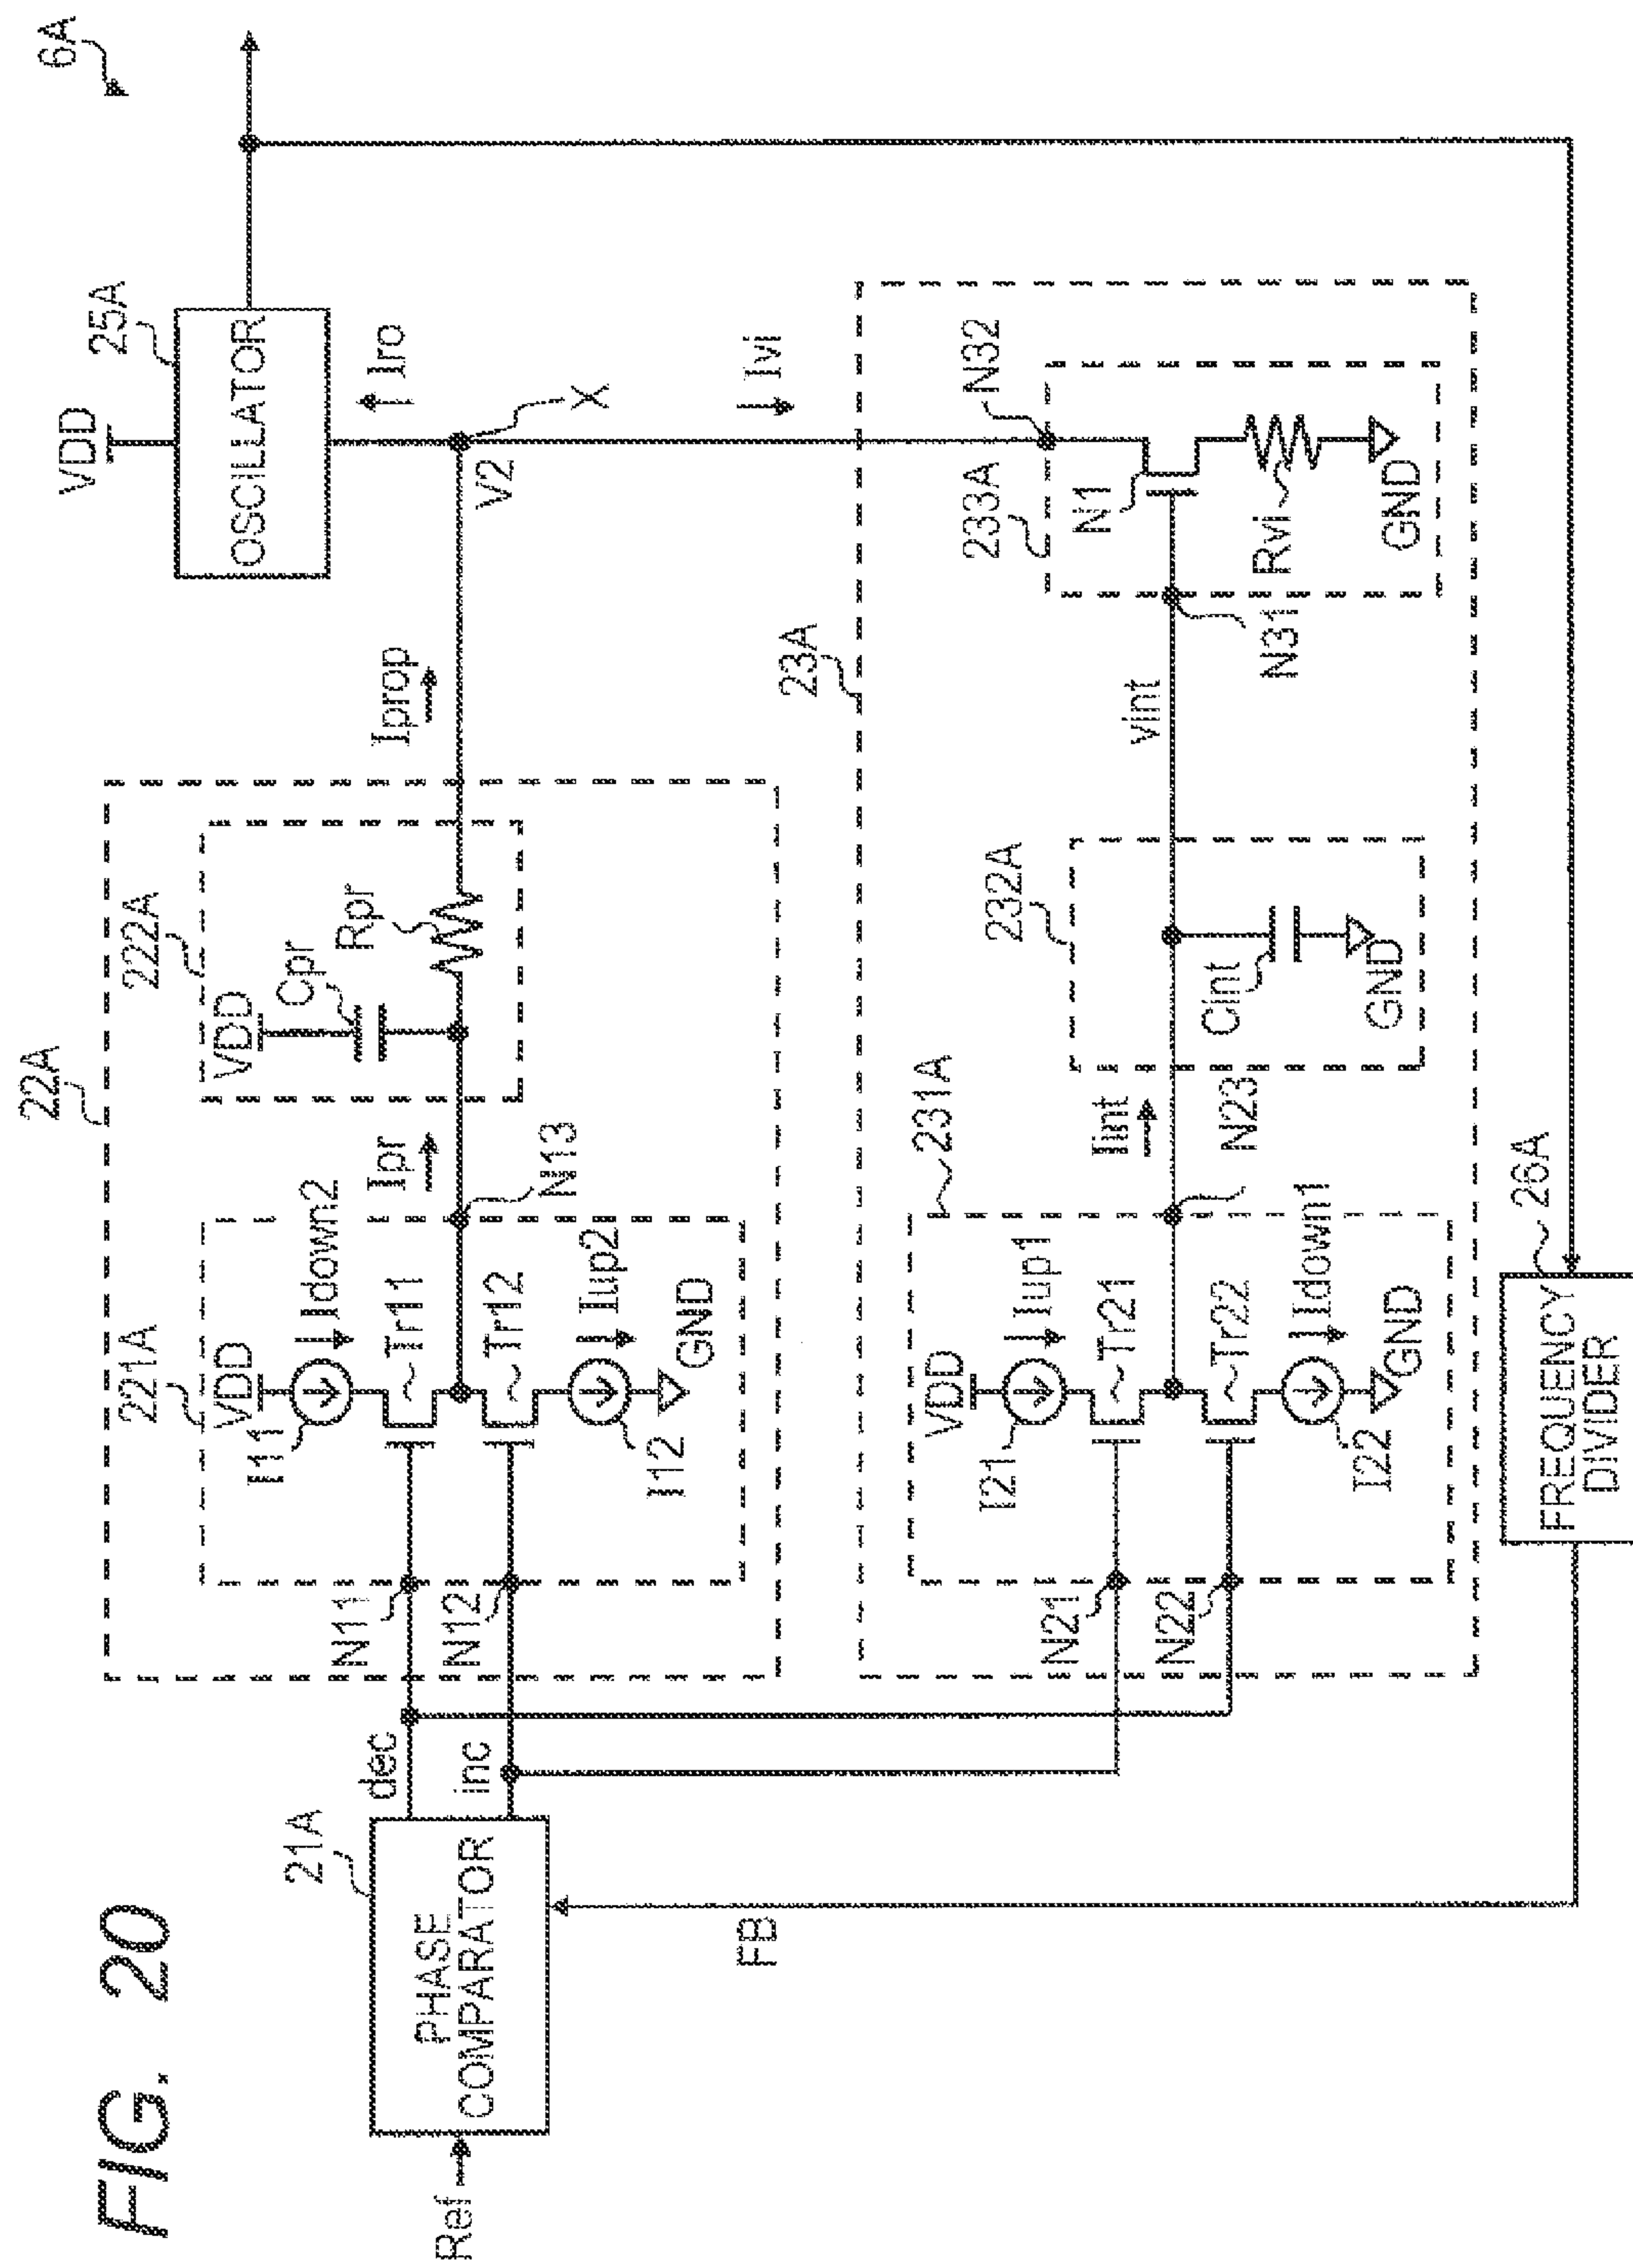 FIG. 20
6A
Ref
PHASE
COMPARATOR
21A
dec
inc
FB
22A
221A
VDD
I11
Idown2
Tr11
N11
N12
Tr12
Iup2
I12
GND
N13
Ipr
222A
VDD
Cpr
Rpr
Iprop
V2
X
VDD
OSCILLATOR
25A
Iro
Ivi
23A
231A
VDD
I21
Iup1
Tr21
N21
N22
Tr22
Idown1
I22
GND
N23
Iint
232A
Cint
GND
vint
233A
N31
N32
N1
Rvi
GND
FREQUENCY
DIVIDER
26A